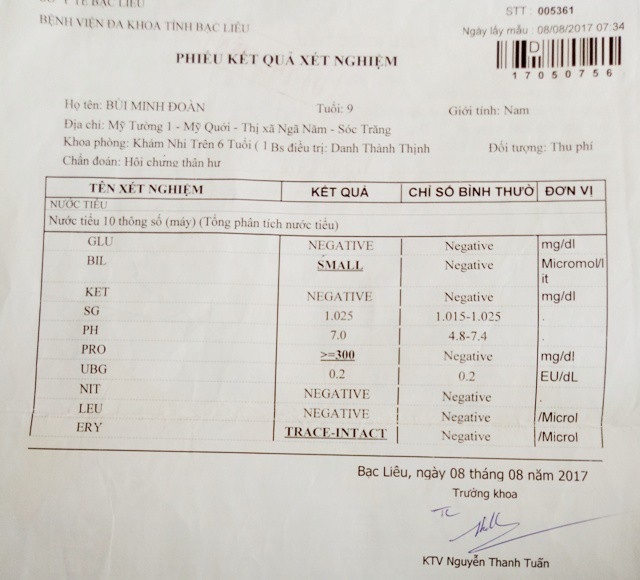 SỞ Y TẾ BẠC LIÊU
BỆNH VIỆN ĐA KHOA TỈNH BẠC LIÊU
STT : 005361
Ngày lấy mẫu : 08/08/2017 07:34
PHIẾU KẾT QUẢ XÉT NGHIỆM
17050756
Họ tên: BÙI MINH ĐOÀN Tuổi: 9 Giới tính: Nam
Địa chỉ: Mỹ Tường 1 - Mỹ Quới - Thị xã Ngã Năm - Sóc Trăng
Khoa phòng: Khám Nhi Trên 6 Tuổi ( 1 Bs điều trị: Danh Thành Thịnh Đối tượng: Thu phí
Chẩn đoán: Hội chứng thân hư
TÊN XÉT NGHIỆM KẾT QUẢ CHỈ SỐ BÌNH THƯỜ ĐƠN VỊ
NƯỚC TIỂU
Nước tiểu 10 thông số (máy) (Tổng phân tích nước tiểu)
GLU NEGATIVE Negative mg/dl
BIL SMALL Negative Micromol/l
it
KET NEGATIVE Negative mg/dl
SG 1.025 1.015-1.025 .
PH 7.0 4.8-7.4 .
PRO >=300 Negative mg/dl
UBG 0.2 0.2 EU/dL
NIT NEGATIVE Negative .
LEU NEGATIVE Negative /Microl
ERY TRACE-INTACT Negative /Microl
Bạc Liêu, ngày 08 tháng 08 năm 2017
Trưởng khoa
TL
KTV Nguyễn Thanh Tuấn